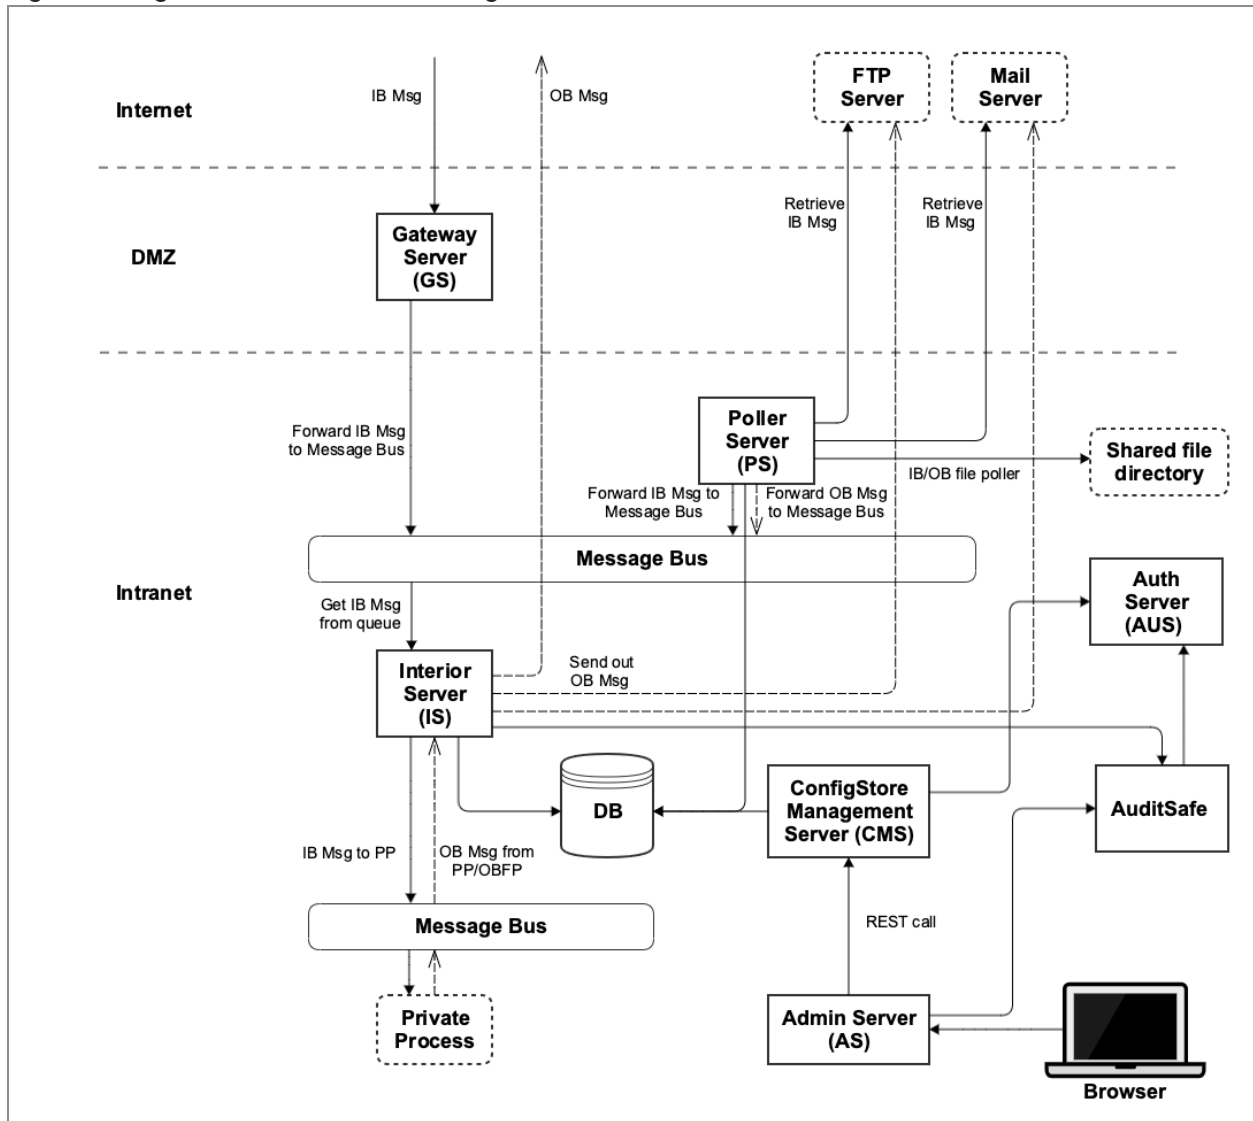 IB Msg
OB Msg
FTP
Server
Mail
Server
Internet
Retrieve
IB Msg
Retrieve
IB Msg
Gateway
Server
(GS)
DMZ
Poller
Server
(PS)
Forward IB Msg
to Message Bus
Shared file
directory
IB/OB file poller
Forward IB Msg to
Message Bus
Forward OB Msg
to Message Bus
Message Bus
Intranet
Auth
Server
(AUS)
Get IB Msg
from queue
Interior
Server
(IS)
Send out
OB Msg
DB
ConfigStore
Management
Server (CMS)
AuditSafe
IB Msg to PP
OB Msg from
PP/OBFP
Message Bus
REST call
Private
Process
Admin Server
(AS)
Browser